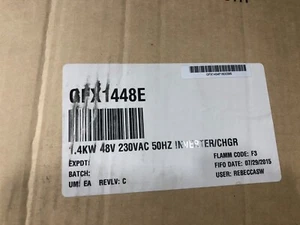 GFX1448E
1.4KW 48V 230VAC 50HZ INVERTER/CHGR
EXPDT:
FLAMM CODE: F3
BATCH:
FIFO DATE: 07/29/2015
UM: EA REVLV: C
USER: REBECCASW